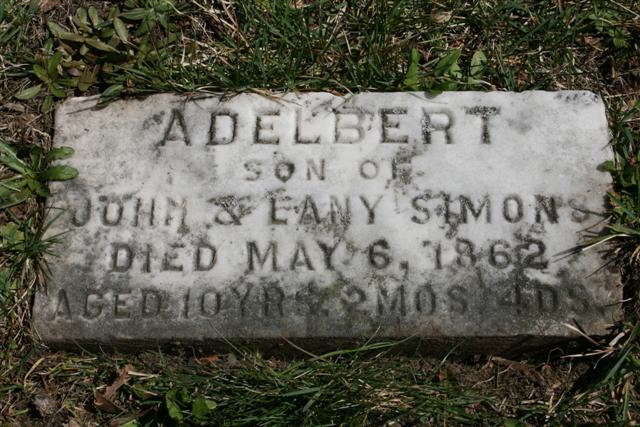 ADELBERT
SON OF
JOHN & LANY SIMONS
DIED MAY 6, 1862
AGED 10 YRS. 2 MOS. 4 DS.